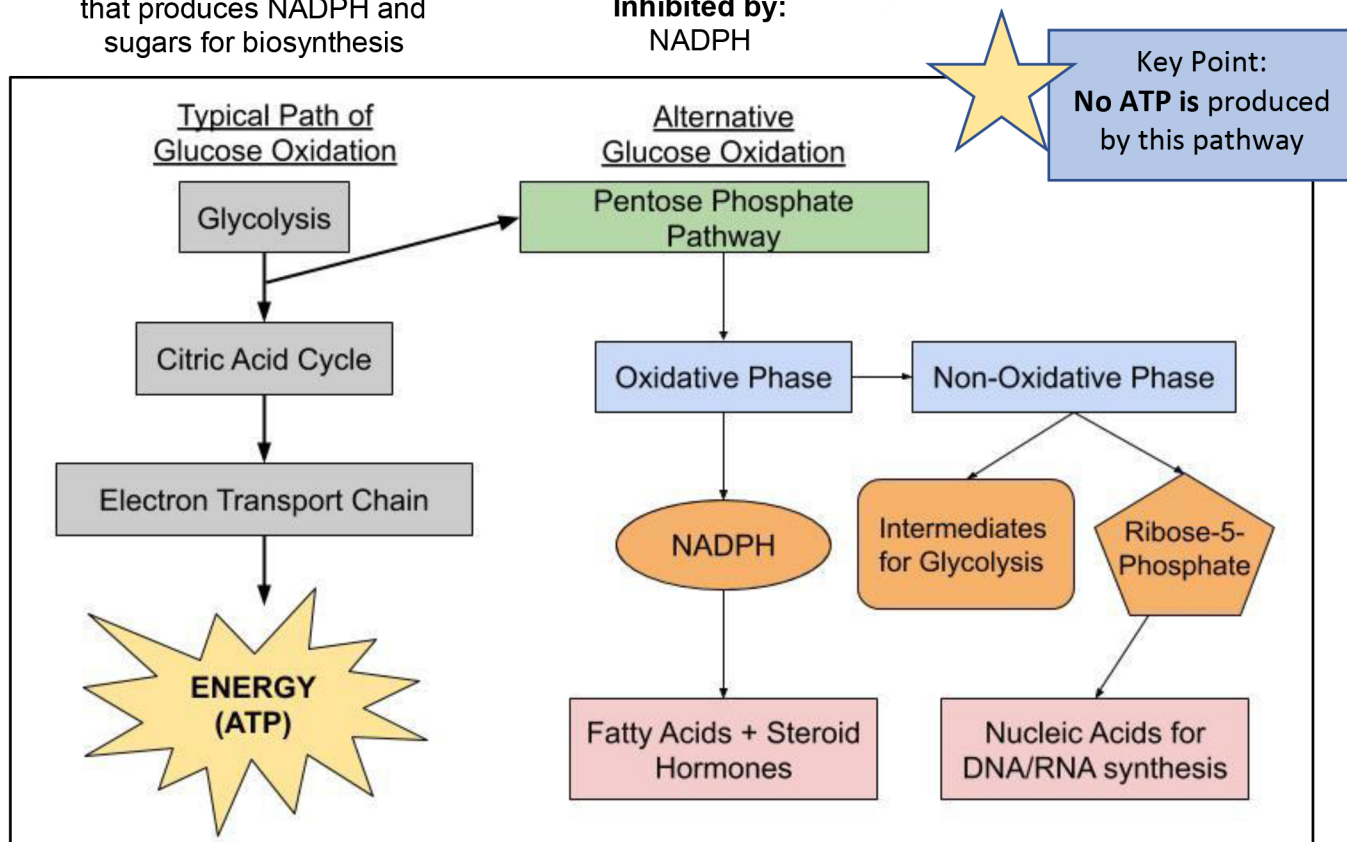 that produces NADPH and
sugars for biosynthesis
Inhibited by:
NADPH
Key Point:
No ATP is produced
by this pathway
Typical Path of
Glucose Oxidation
Alternative
Glucose Oxidation
Glycolysis
Pentose Phosphate
Pathway
Citric Acid Cycle
Oxidative Phase
Non-Oxidative Phase
Electron Transport Chain
NADPH
Intermediates
for Glycolysis
Ribose-5-
Phosphate
ENERGY
(ATP)
Fatty Acids + Steroid
Hormones
Nucleic Acids for
DNA/RNA synthesis